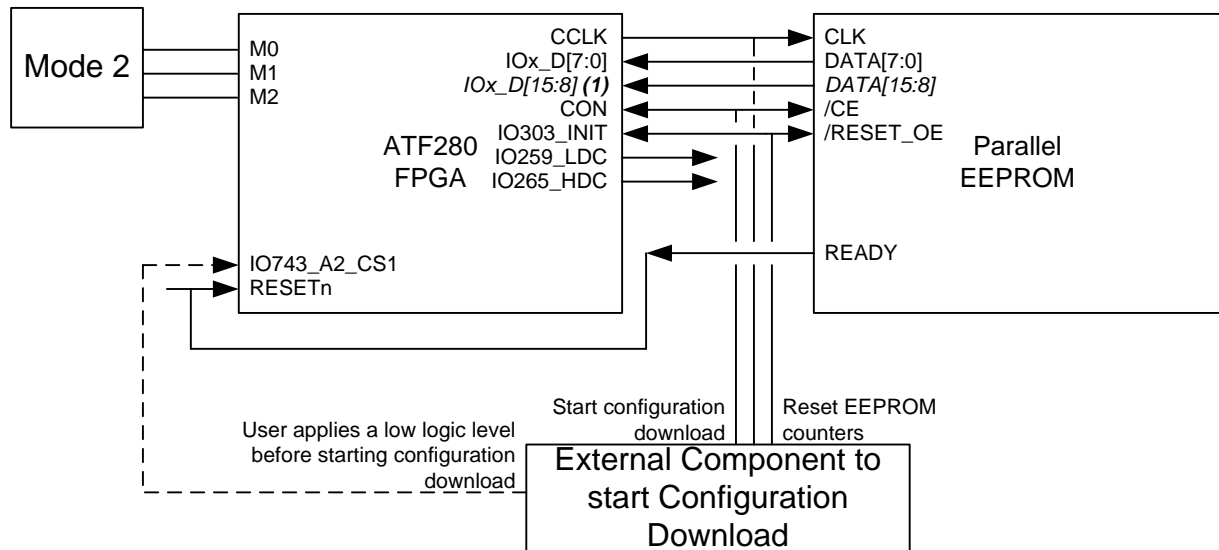 Mode 2
M0
M1
M2
CCLK
IOx_D[7:0]
IOx_D[15:8] (1)
CON
IO303_INIT
IO259_LDC
IO265_HDC
ATF280
FPGA
IO743_A2_CS1
RESETn
CLK
DATA[7:0]
DATA[15:8]
/CE
/RESET_OE
READY
Parallel
EEPROM
User applies a low logic level
before starting configuration
download
Start configuration
download
Reset EEPROM
counters
External Component to
start Configuration
Download